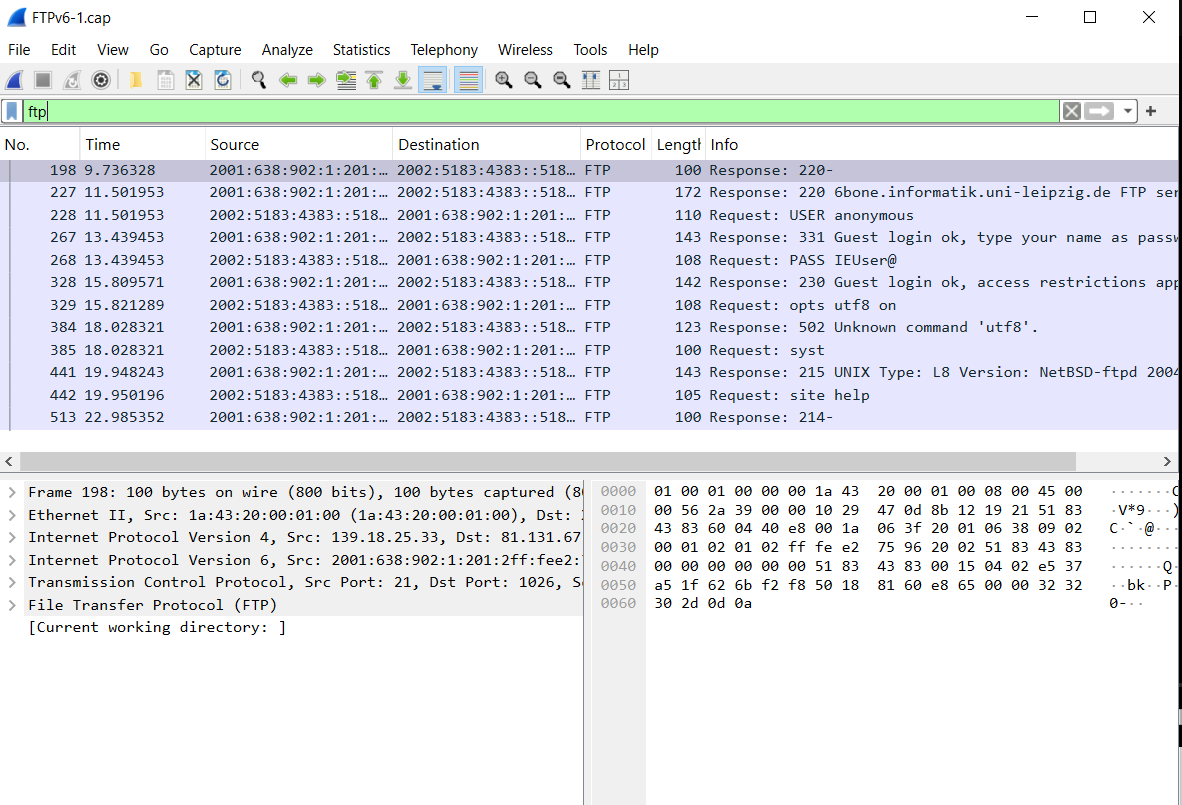 FTPv6-1.cap
File Edit View Go Capture Analyze Statistics Telephony Wireless Tools Help
ftp
No. Time Source Destination Protocol Length Info
198 9.736328 2001:638:902:1:201:… 2002:5183:4383::518… FTP 100 Response: 220-
227 11.501953 2001:638:902:1:201:… 2002:5183:4383::518… FTP 172 Response: 220 6bone.informatik.uni-leipzig.de FTP ser
228 11.501953 2002:5183:4383::518… 2001:638:902:1:201:… FTP 110 Request: USER anonymous
267 13.439453 2001:638:902:1:201:… 2002:5183:4383::518… FTP 143 Response: 331 Guest login ok, type your name as passw
268 13.439453 2002:5183:4383::518… 2001:638:902:1:201:… FTP 108 Request: PASS IEUser@
328 15.809571 2001:638:902:1:201:… 2002:5183:4383::518… FTP 142 Response: 230 Guest login ok, access restrictions app
329 15.821289 2002:5183:4383::518… 2001:638:902:1:201:… FTP 108 Request: opts utf8 on
384 18.028321 2001:638:902:1:201:… 2002:5183:4383::518… FTP 123 Response: 502 Unknown command 'utf8'.
385 18.028321 2002:5183:4383::518… 2001:638:902:1:201:… FTP 100 Request: syst
441 19.948243 2001:638:902:1:201:… 2002:5183:4383::518… FTP 143 Response: 215 UNIX Type: L8 Version: NetBSD-ftpd 2004
442 19.950196 2002:5183:4383::518… 2001:638:902:1:201:… FTP 105 Request: site help
513 22.985352 2001:638:902:1:201:… 2002:5183:4383::518… FTP 100 Response: 214-
Frame 198: 100 bytes on wire (800 bits), 100 bytes captured (80
Ethernet II, Src: 1a:43:20:00:01:00 (1a:43:20:00:01:00), Dst:
Internet Protocol Version 4, Src: 139.18.25.33, Dst: 81.131.67
Internet Protocol Version 6, Src: 2001:638:902:1:201:2ff:fee2:
Transmission Control Protocol, Src Port: 21, Dst Port: 1026, Se
File Transfer Protocol (FTP)
[Current working directory: ]
0000 01 00 01 00 00 00 1a 43 20 00 01 00 08 00 45 00 ·······C
0010 00 56 2a 39 00 00 10 29 47 0d 8b 12 19 21 51 83 ·V*9···)
0020 43 83 60 04 40 e8 00 1a 06 3f 20 01 06 38 09 02 C·`·@···
0030 00 01 02 01 02 ff fe e2 75 96 20 02 51 83 43 83 ········
0040 00 00 00 00 00 00 51 83 43 83 00 15 04 02 e5 37 ······Q·
0050 a5 1f 62 6b f2 f8 50 18 81 60 e8 65 00 00 32 32 ··bk··P·
0060 30 2d 0d 0a 0-··